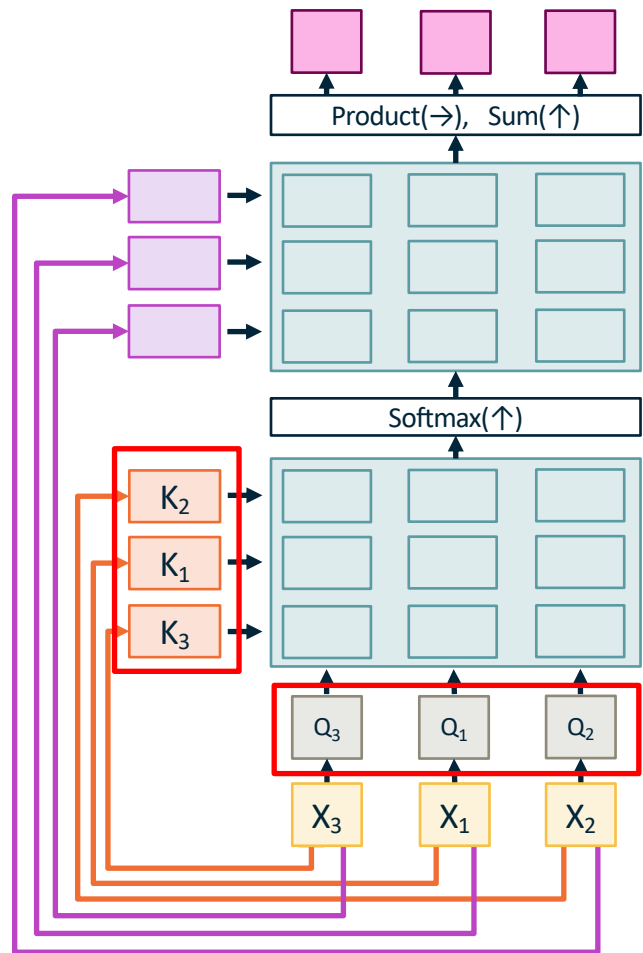 Product(→), Sum(↑)
Softmax(↑)
K₂
K₁
K₃
Q₃ Q₁ Q₂
X₃ X₁ X₂